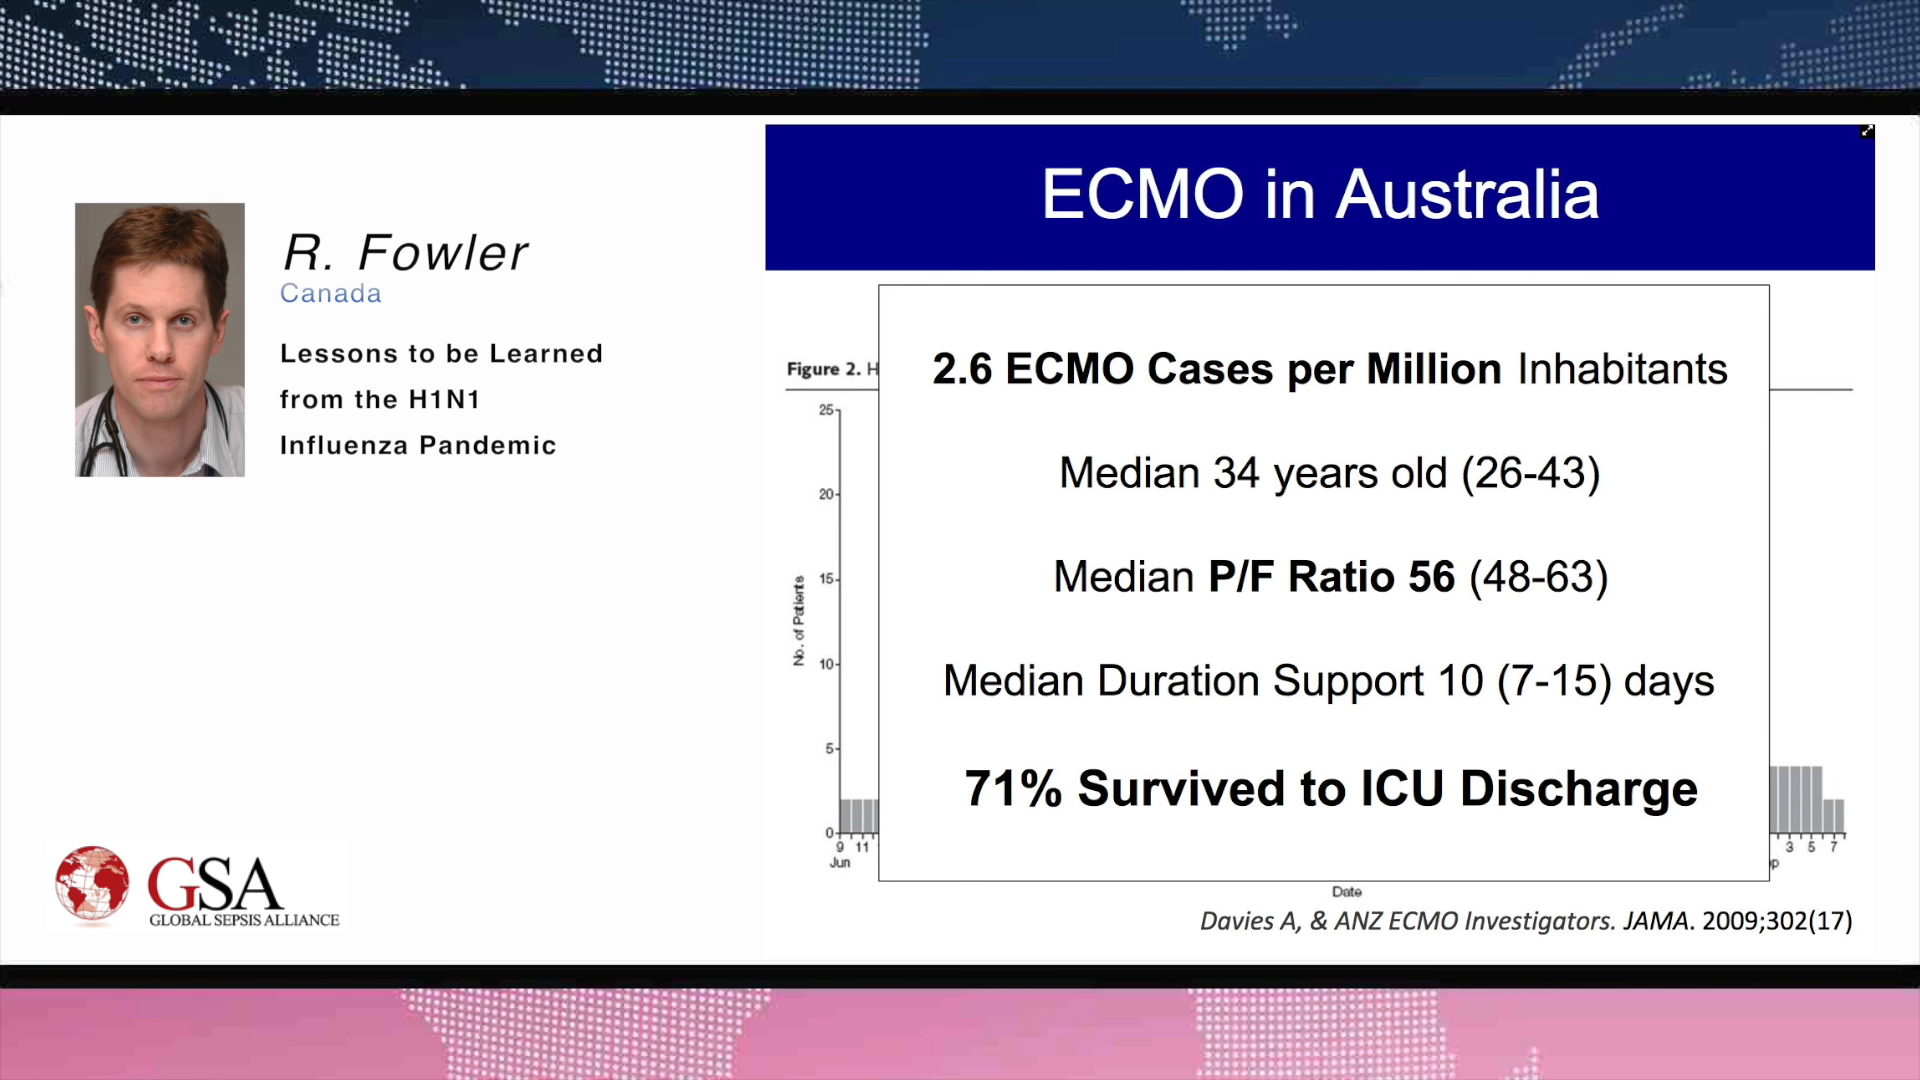 R. Fowler
Canada
Lessons to be Learned
from the H1N1
Influenza Pandemic
GSA
GLOBAL SEPSIS ALLIANCE
ECMO in Australia
Figure 2. H
2.6 ECMO Cases per Million Inhabitants
Median 34 years old (26-43)
Median P/F Ratio 56 (48-63)
Median Duration Support 10 (7-15) days
71% Survived to ICU Discharge
No. of Patients
25
20
15
10
5
0
9 11 3 5 7
Jun p
Date
Davies A, & ANZ ECMO Investigators. JAMA. 2009;302(17)